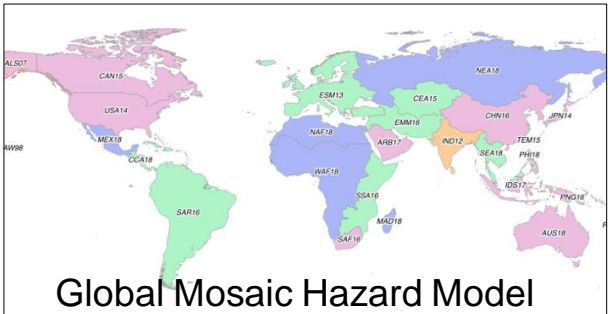 ALS07
CAN15
NEA18
ESM13
CEA15
USA14
CHN16
JPN14
EMM16
MEX18
NAF18
ARB17
IND12
TEM15
AW98
CCA18
WAF18
SEA18
PHI18
SSA16
IDS17
PNG16
SAR16
MAD18
SAF16
AUS18
Global Mosaic Hazard Model